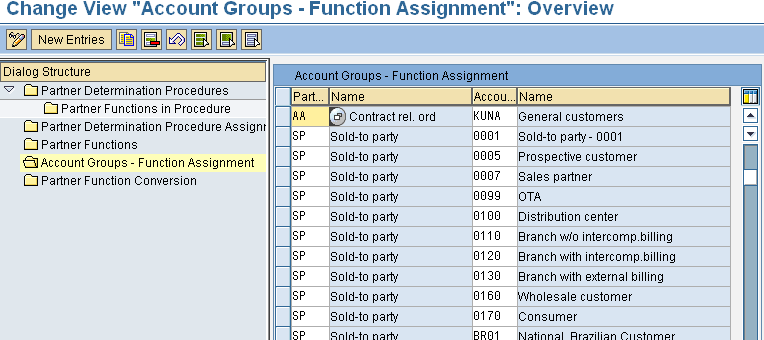 Change View "Account Groups - Function Assignment": Overview
New Entries
Dialog Structure
Partner Determination Procedures
Partner Functions in Procedure
Partner Determination Procedure Assignr
Partner Functions
Account Groups - Function Assignment
Partner Function Conversion
Account Groups - Function Assignment
Part... Name Accou... Name
AA Contract rel. ord KUNA General customers
SP Sold-to party 0001 Sold-to party - 0001
SP Sold-to party 0005 Prospective customer
SP Sold-to party 0007 Sales partner
SP Sold-to party 0099 OTA
SP Sold-to party 0100 Distribution center
SP Sold-to party 0110 Branch w/o intercomp.billing
SP Sold-to party 0120 Branch with intercomp.billing
SP Sold-to party 0130 Branch with external billing
SP Sold-to party 0160 Wholesale customer
SP Sold-to party 0170 Consumer
SP Sold-to party BR01 National, Brazilian Customer